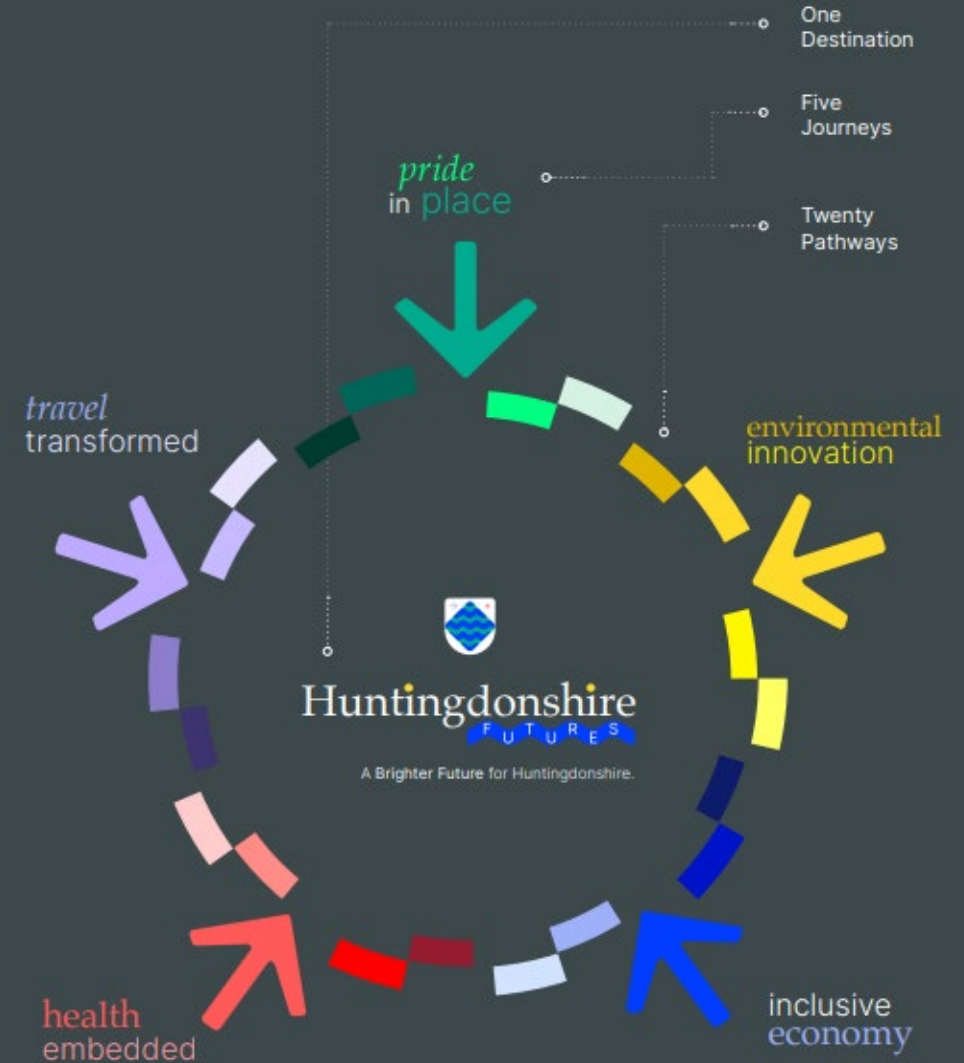 One
Destination
Five
Journeys
pride
in place
Twenty
Pathways
travel
transformed
environmental
innovation
Huntingdonshire
FUTURES
A Brighter Future for Huntingdonshire.
health
embedded
inclusive
economy